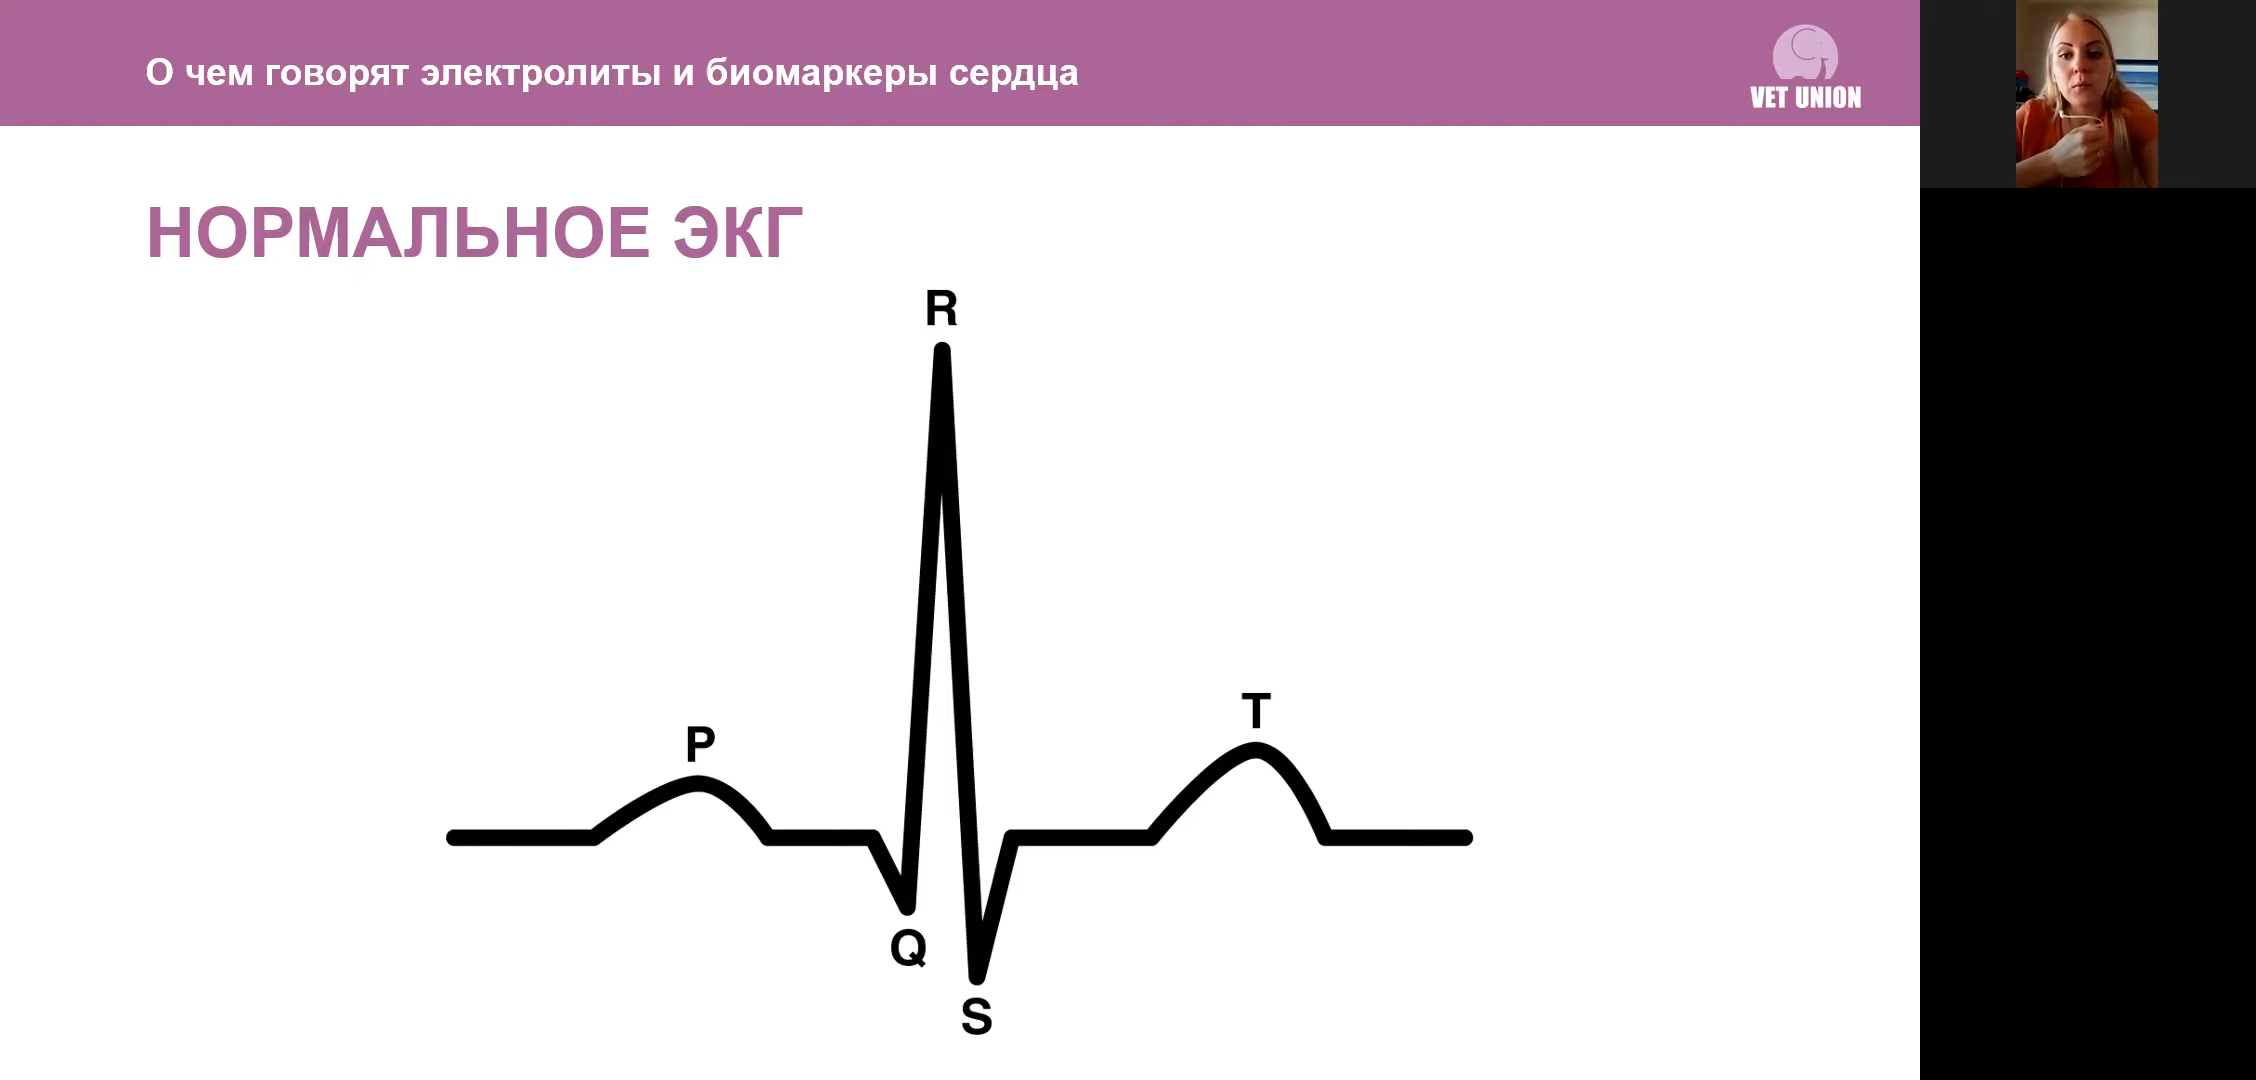 О чем говорят электролиты и биомаркеры сердца
VET UNION
НОРМАЛЬНОЕ ЭКГ
R
T
P
Q
S